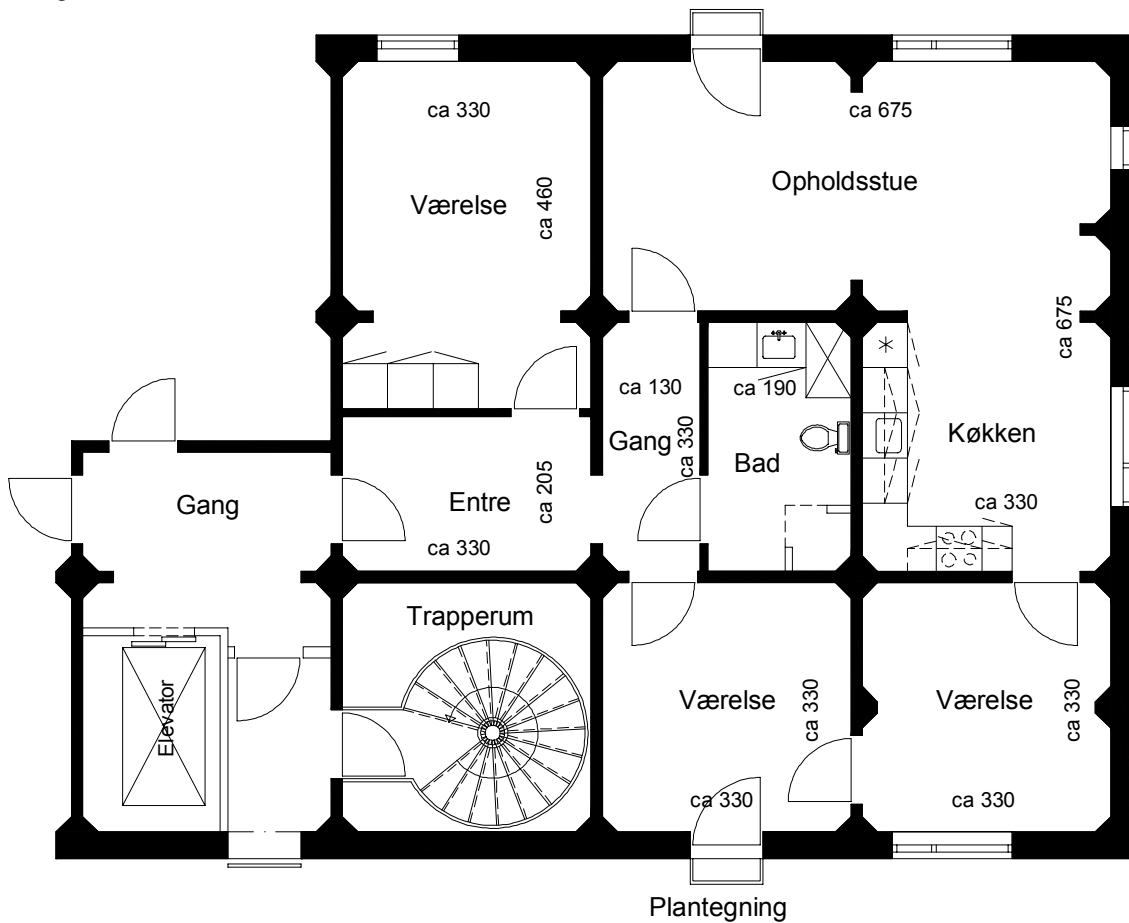 ca 330
ca 675
Værelse
ca 460
Opholdsstue
ca 675
ca 130
ca 190
Gang
ca 330
Bad
Køkken
ca 330
Gang
Entre
ca 205
ca 330
Trapperum
Elevator
Værelse
ca 330
ca 330
Værelse
ca 330
ca 330
Plantegning